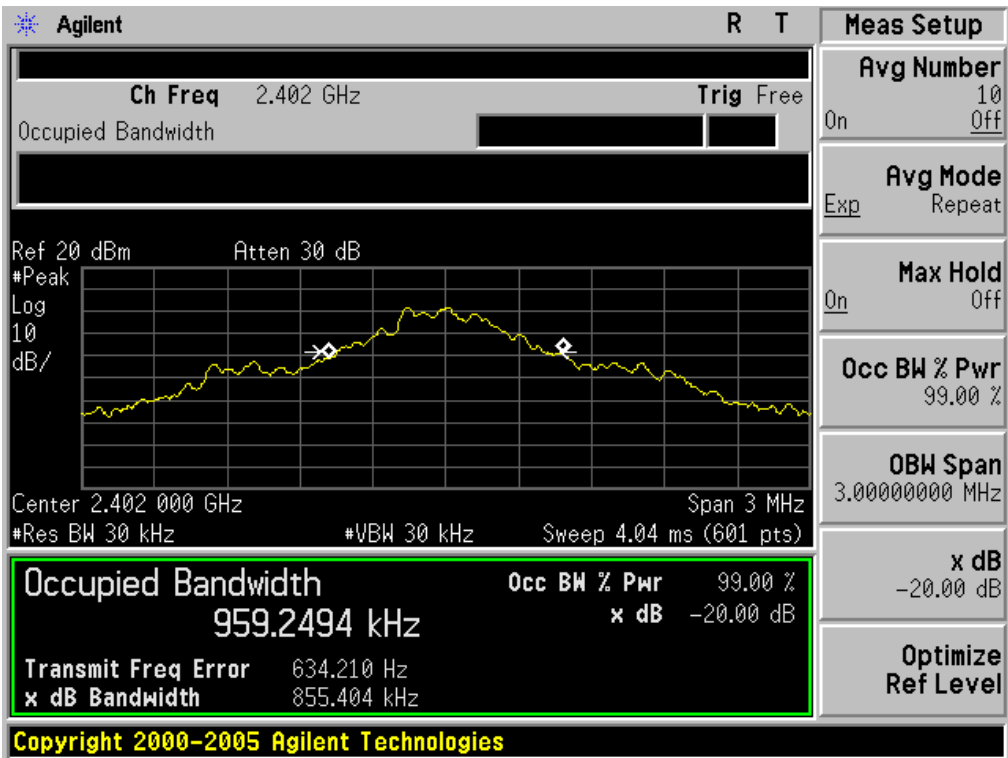 Agilent R T
Ch Freq 2.402 GHz Trig Free
Occupied Bandwidth
Ref 20 dBm Atten 30 dB
#Peak
Log
10
dB/
Center 2.402 000 GHz Span 3 MHz
#Res BW 30 kHz #VBW 30 kHz Sweep 4.04 ms (601 pts)
Occupied Bandwidth Occ BW % Pwr 99.00 %
959.2494 kHz x dB -20.00 dB
Transmit Freq Error 634.210 Hz
x dB Bandwidth 855.404 kHz
Copyright 2000-2005 Agilent Technologies
Meas Setup
Avg Number
10
On Off
Avg Mode
Exp Repeat
Max Hold
On Off
Occ BW % Pwr
99.00 %
OBW Span
3.00000000 MHz
x dB
-20.00 dB
Optimize
Ref Level